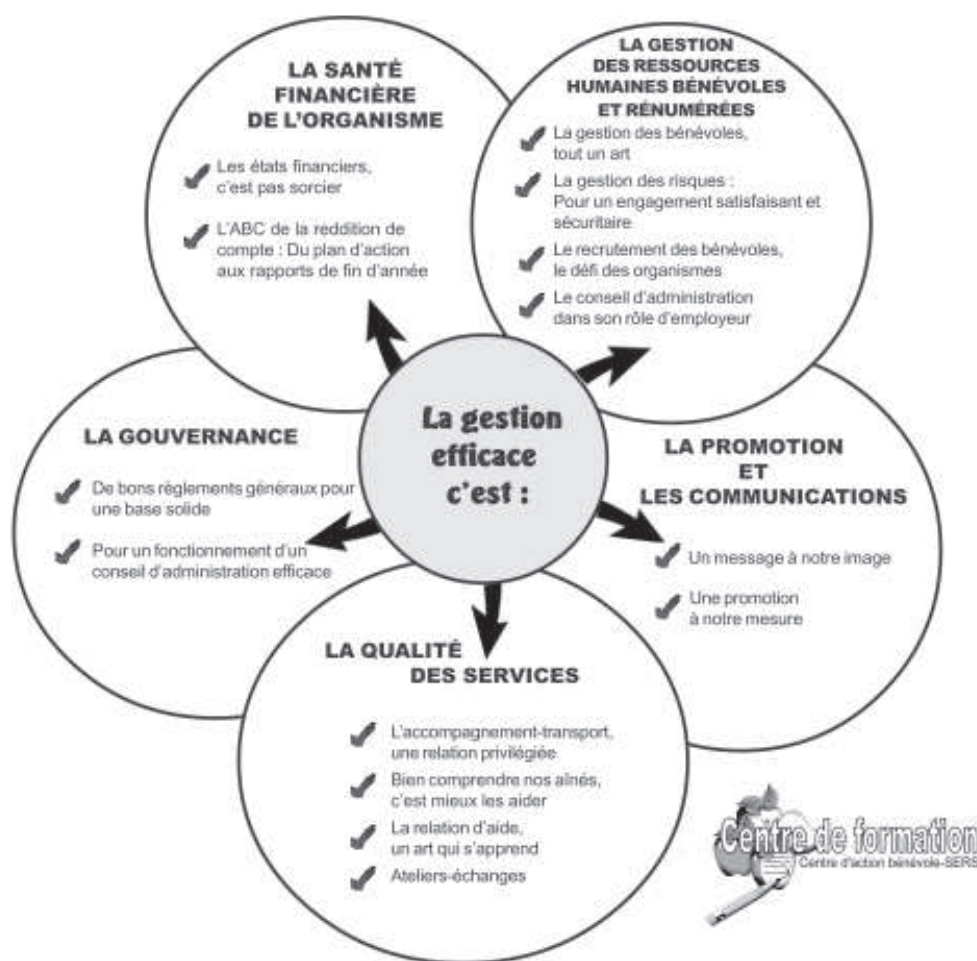 LA SANTÉ
FINANCIÈRE
DE L'ORGANISME
Les états financiers,
c'est pas sorcier
L'ABC de la reddition de
compte : Du plan d'action
aux rapports de fin d'année
LA GESTION
DES RESSOURCES
HUMAINES BÉNÉVOLES
ET RÉNUMÉRÉES
La gestion des bénévoles,
tout un art
La gestion des risques :
Pour un engagement satisfaisant et
sécuritaire
Le recrutement des bénévoles,
le défi des organismes
Le conseil d'administration
dans son rôle d'employeur
La gestion
efficace
c'est :
LA GOUVERNANCE
De bons règlements généraux pour
une base solide
Pour un fonctionnement d'un
conseil d'administration efficace
LA PROMOTION
ET
LES COMMUNICATIONS
Un message à notre image
Une promotion
à notre mesure
LA QUALITÉ
DES SERVICES
L'accompagnement-transport,
une relation privilégiée
Bien comprendre nos aînés,
c'est mieux les aider
La relation d'aide,
un art qui s'apprend
Ateliers-échanges
Centre de formation
Centre d'action bénévole-SERS